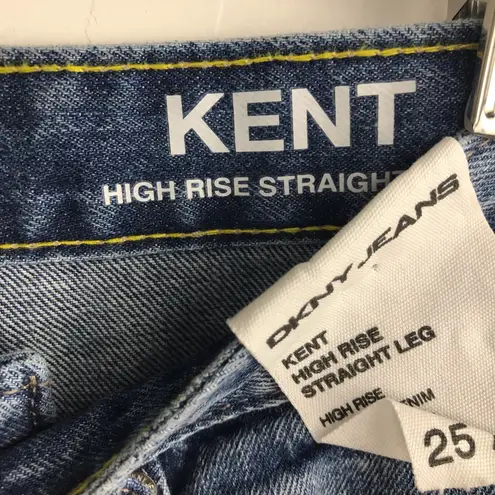 KENT
HIGH RISE STRAIGHT
DKNY JEANS
KENT
HIGH RISE
STRAIGHT LEG
HIGH RISE
25